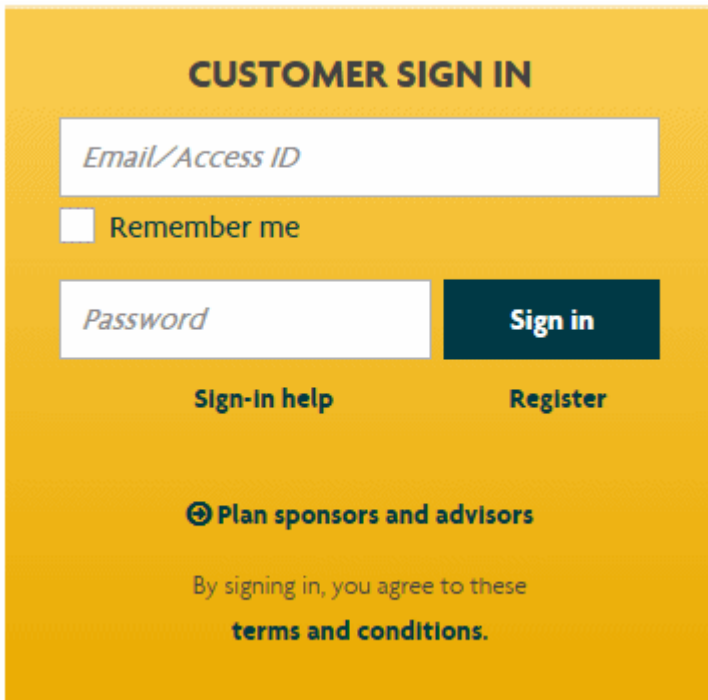 CUSTOMER SIGN IN
Email/Access ID
Remember me
Password
Sign in
Sign-in help
Register
Plan sponsors and advisors
By signing in, you agree to these
terms and conditions.